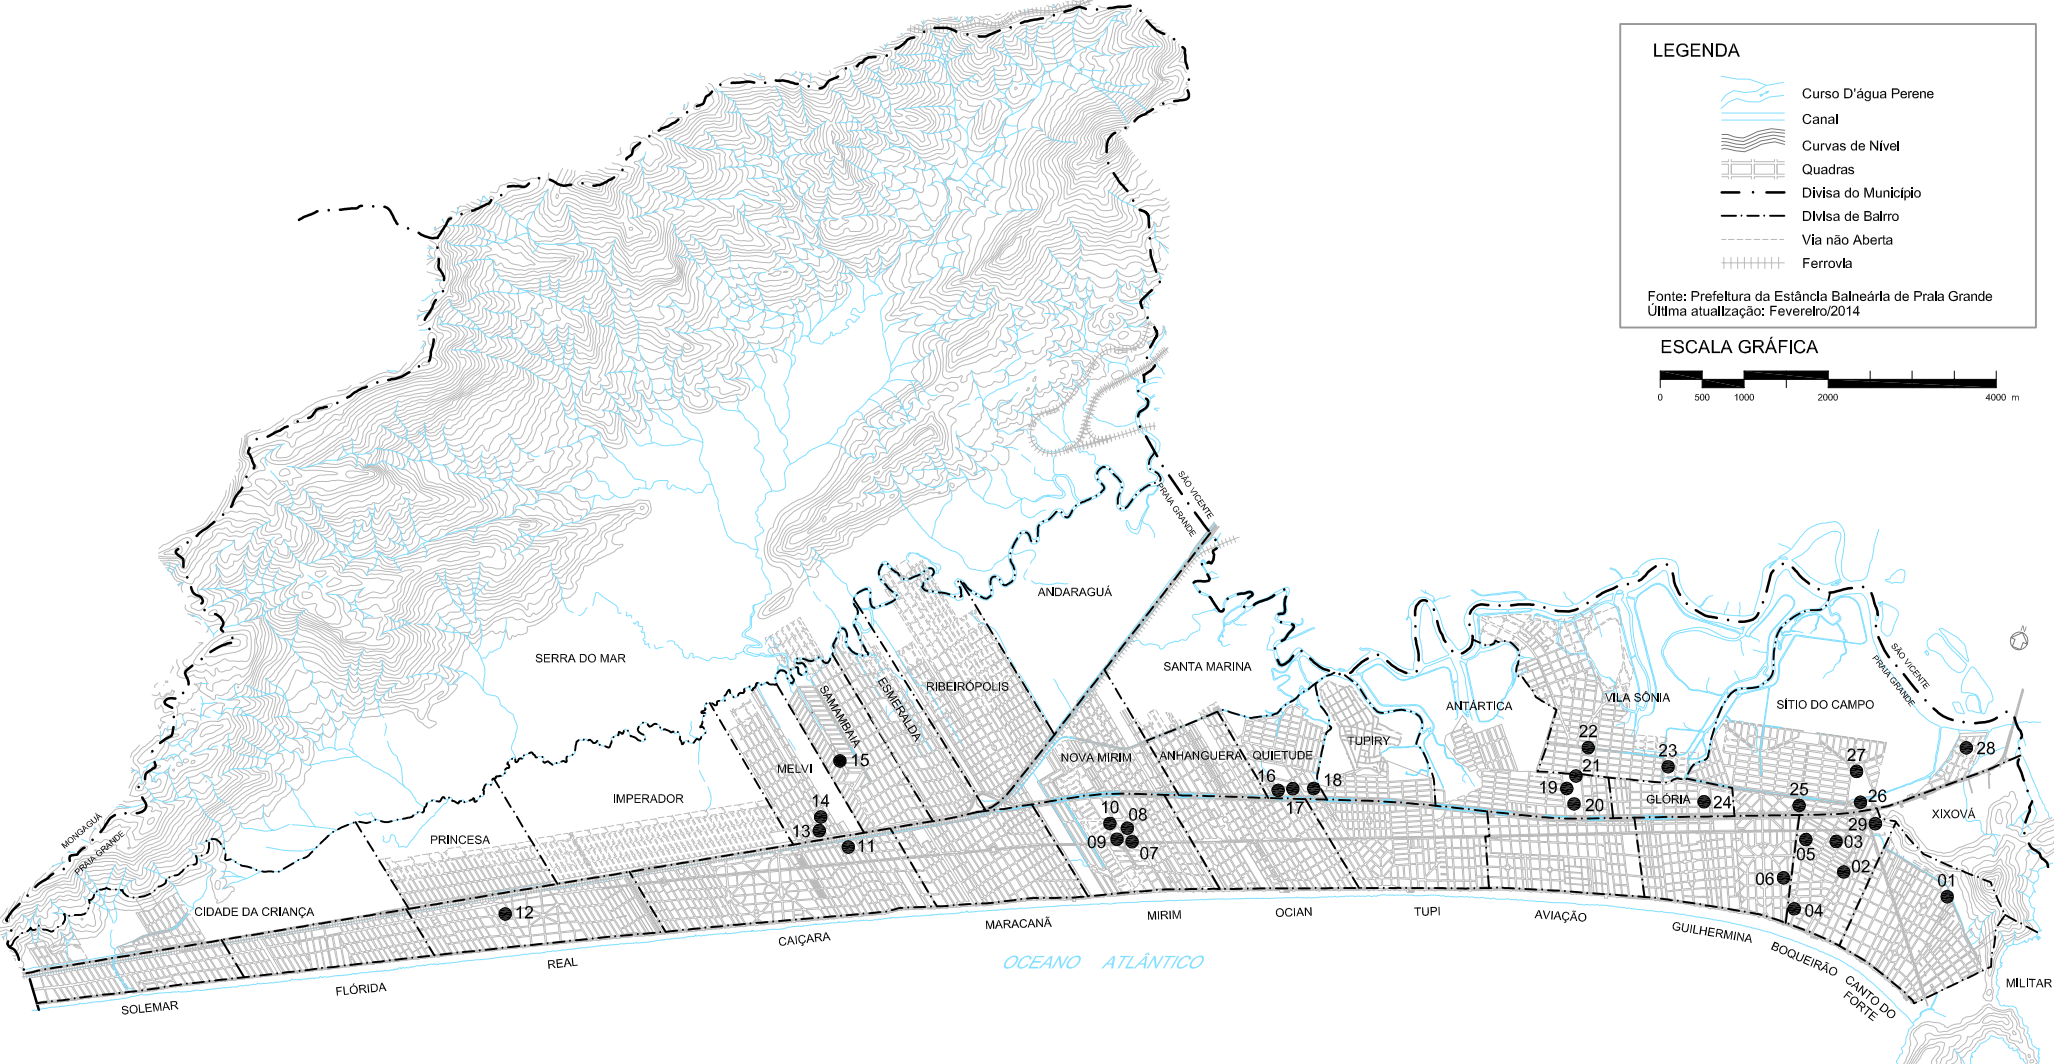 LEGENDA
Curso D'água Perene
Canal
Curvas de Nível
Quadras
Divisa do Município
Divisa de Bairro
Via não Aberta
Ferrovia
Fonte: Prefeitura da Estância Balneária de Praia Grande
Última atualização: Fevereiro/2014
ESCALA GRÁFICA
0 500 1000 2000 4000 m
N
SÃO VICENTE
PRAIA GRANDE
ANDARAGUÁ
SERRA DO MAR
SANTA MARINA
SAMAMBAIA
ESMERALDA
RIBEIRÓPOLIS
ANTÁRTICA
VILA SÔNIA
SÍTIO DO CAMPO
SÃO VICENTE
PRAIA GRANDE
MELVI
NOVA MIRIM
ANHANGUERA
QUIETUDE
TUPIRY
IMPERADOR
PRINCESA
GLÓRIA
XIXOVÁ
MONGAGUÁ
PRAIA GRANDE
CIDADE DA CRIANÇA
22
23
27
28
15
16
17
18
21
19
20
24
25
26
29
14
13
11
10
08
09
07
05
03
02
06
04
01
12
SOLEMAR
FLÓRIDA
REAL
CAIÇARA
MARACANÃ
MIRIM
OCIAN
TUPI
AVIAÇÃO
GUILHERMINA
BOQUEIRÃO
CANTO DO
FORTE
MILITAR
OCEANO ATLÂNTICO